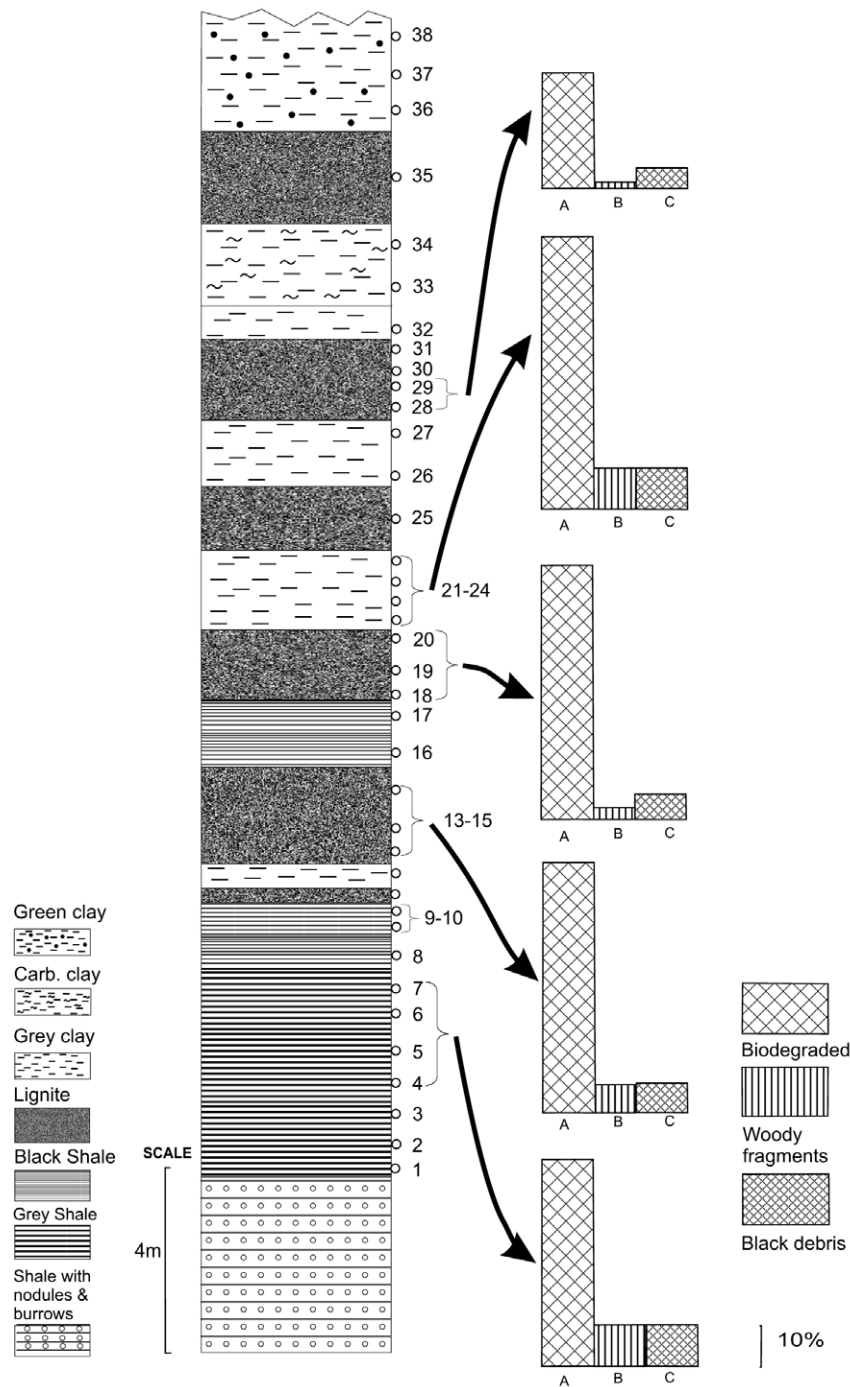 38
37
36
35
34
33
32
31
30
29
28
27
26
25
21-24
20
19
18
17
16
13-15
9-10
8
7
6
5
4
3
2
1
A B C
A B C
A B C
A B C
A B C
Green clay
Carb. clay
Grey clay
Lignite
Black Shale
Grey Shale
Shale with
nodules &
burrows
SCALE
4m
Biodegraded
Woody
fragments
Black debris
10%